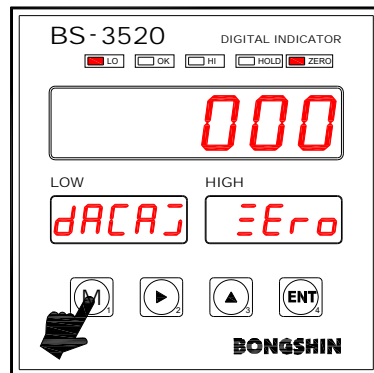 BS-3520 DIGITAL INDICATOR
LO OK HI HOLD ZERO
000
LOW HIGH
dACAJ ZEro
M 1 2 3 ENT 4
BONGSHIN